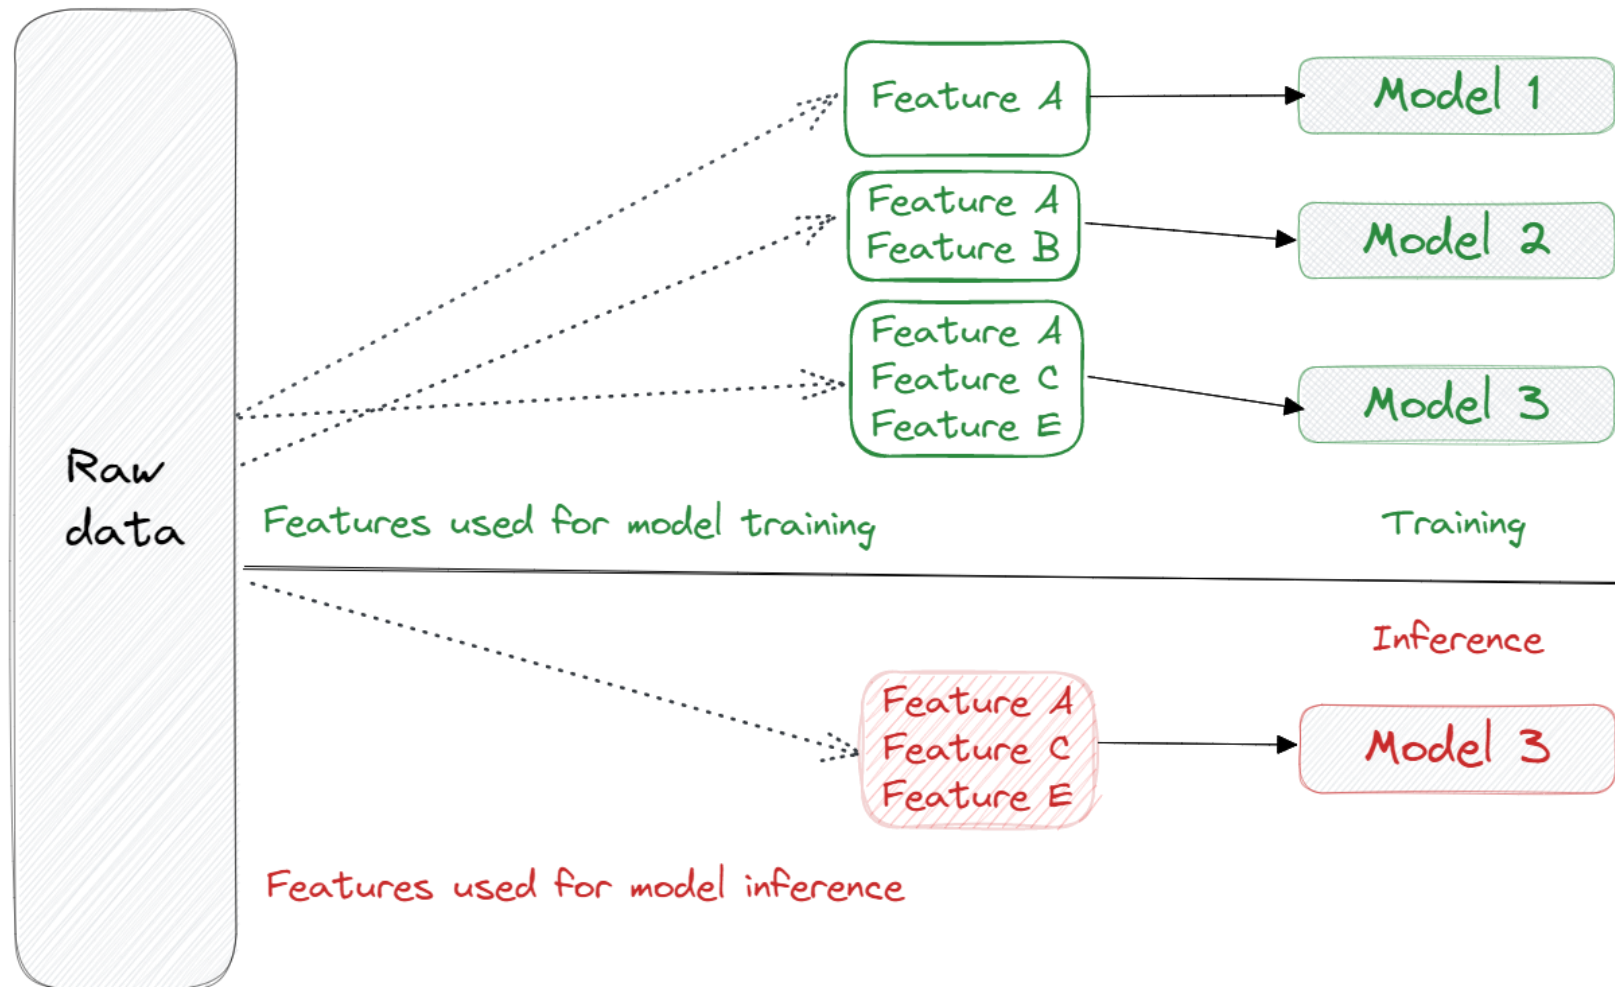 Raw
data
Feature A
Model 1
Feature A
Feature B
Model 2
Feature A
Feature C
Feature E
Model 3
Features used for model training
Training
Inference
Feature A
Feature C
Feature E
Model 3
Features used for model inference